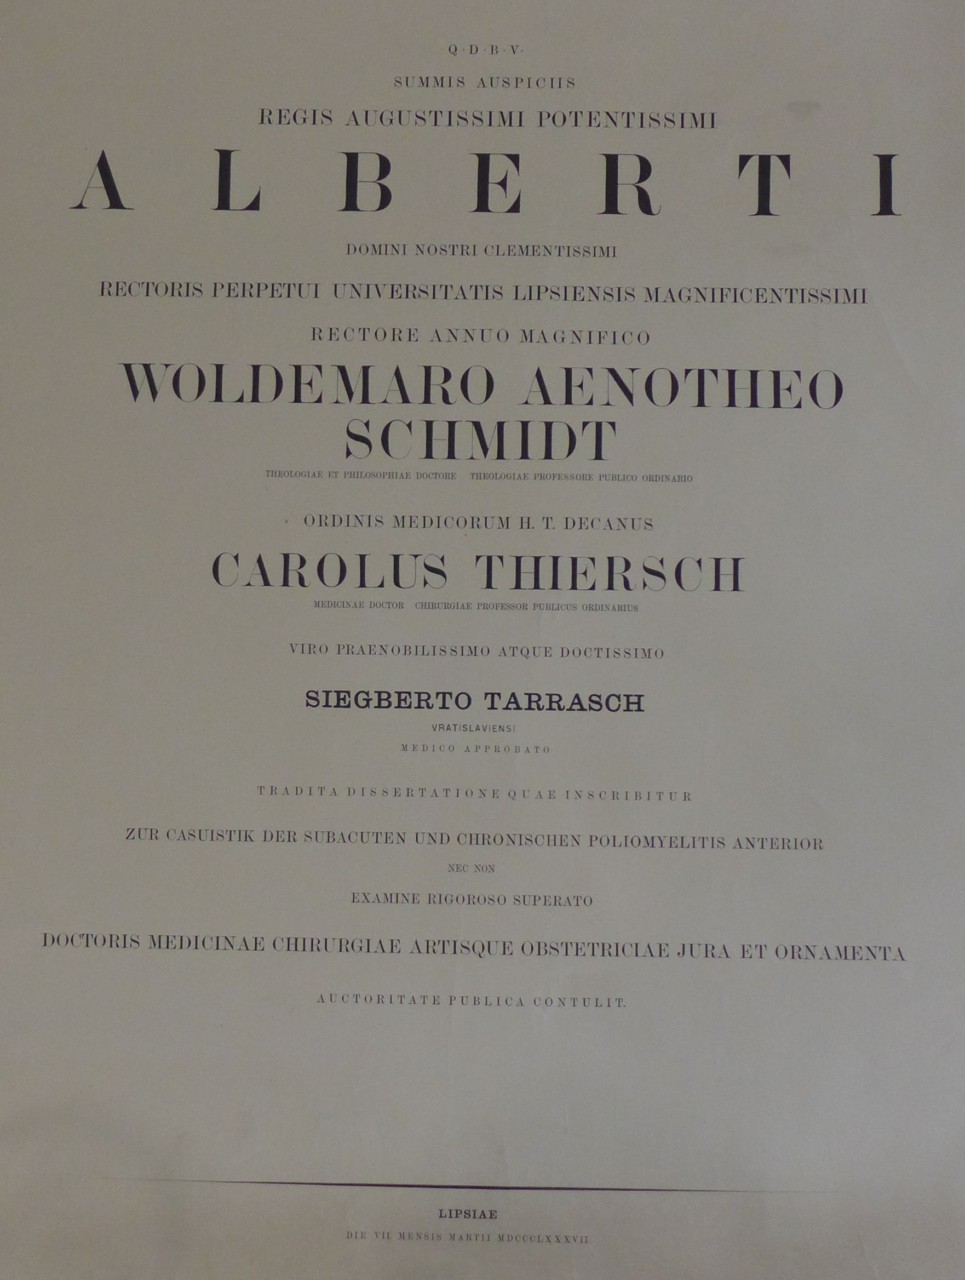 Q·D·B·V·
SUMMIS AUSPICIIS
REGIS AUGUSTISSIMI POTENTISSIMI
ALBERTI
DOMINI NOSTRI CLEMENTISSIMI
RECTORIS PERPETUI UNIVERSITATIS LIPSIENSIS MAGNIFICENTISSIMI
RECTORE ANNUO MAGNIFICO
WOLDEMARO AENOTHEO
SCHMIDT
THEOLOGIAE ET PHILOSOPHIAE DOCTORE THEOLOGIAE PROFESSORE PUBLICO ORDINARIO
ORDINIS MEDICORUM H. T. DECANUS
CAROLUS THIERSCH
MEDICINAE DOCTOR CHIRURGIAE PROFESSOR PUBLICUS ORDINARIUS
VIRO PRAENOBILISSIMO ATQUE DOCTISSIMO
SIEGBERTO TARRASCH
VRATISLAVIENSI
MEDICO APPROBATO
TRADITA DISSERTATIONE QUAE INSCRIBITUR
ZUR CASUISTIK DER SUBACUTEN UND CHRONISCHEN POLIOMYELITIS ANTERIOR
NEC NON
EXAMINE RIGOROSO SUPERATO
DOCTORIS MEDICINAE CHIRURGIAE ARTISQUE OBSTETRICIAE JURA ET ORNAMENTA
AUCTORITATE PUBLICA CONTULIT.
LIPSIAE
DIE VII MENSIS MARTII MDCCCLXXXVII